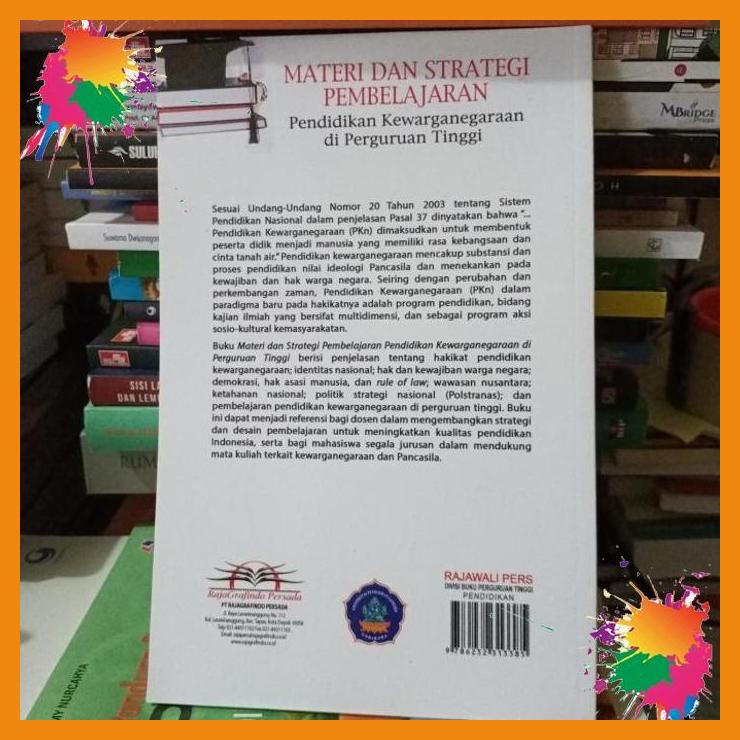 MATERI DAN STRATEGI
PEMBELAJARAN
Pendidikan Kewarganegaraan
di Perguruan Tinggi
Sesuai Undang-Undang Nomor 20 Tahun 2003 tentang Sistem
Pendidikan Nasional dalam penjelasan Pasal 37 dinyatakan bahwa "...
Pendidikan Kewarganegaraan (PKn) dimaksudkan untuk membentuk
peserta didik menjadi manusia yang memiliki rasa kebangsaan dan
cinta tanah air." Pendidikan kewarganegaraan mencakup substansi dan
proses pendidikan nilai ideologi Pancasila dan menekankan pada
kewajiban dan hak warga negara. Seiring dengan perubahan dan
perkembangan zaman, Pendidikan Kewarganegaraan (PKn) dalam
paradigma baru pada hakikatnya adalah program pendidikan, bidang
kajian ilmiah yang bersifat multidimensi, dan sebagai program aksi
sosio-kultural kemasyarakatan.
Buku Materi dan Strategi Pembelajaran Pendidikan Kewarganegaraan di
Perguruan Tinggi berisi penjelasan tentang hakikat pendidikan
kewarganegaraan; identitas nasional; hak dan kewajiban warga negara;
demokrasi, hak asasi manusia, dan rule of law; wawasan nusantara;
ketahanan nasional; politik strategi nasional (Polstranas); dan
pembelajaran pendidikan kewarganegaraan di perguruan tinggi. Buku
ini dapat menjadi referensi bagi dosen dalam mengembangkan strategi
dan desain pembelajaran untuk meningkatkan kualitas pendidikan
Indonesia, serta bagi mahasiswa segala jurusan dalam mendukung
mata kuliah terkait kewarganegaraan dan Pancasila.
RajaGrafindo Persada
PT RAJAGRAFINDO PERSADA
RAJAWALI PERS
DIVISI BUKU PERGURUAN TINGGI
PENDIDIKAN
9786232313385
MBRIDGE
SULU
SISI LA
DAN LEM
RUM
MY NURCAHYA